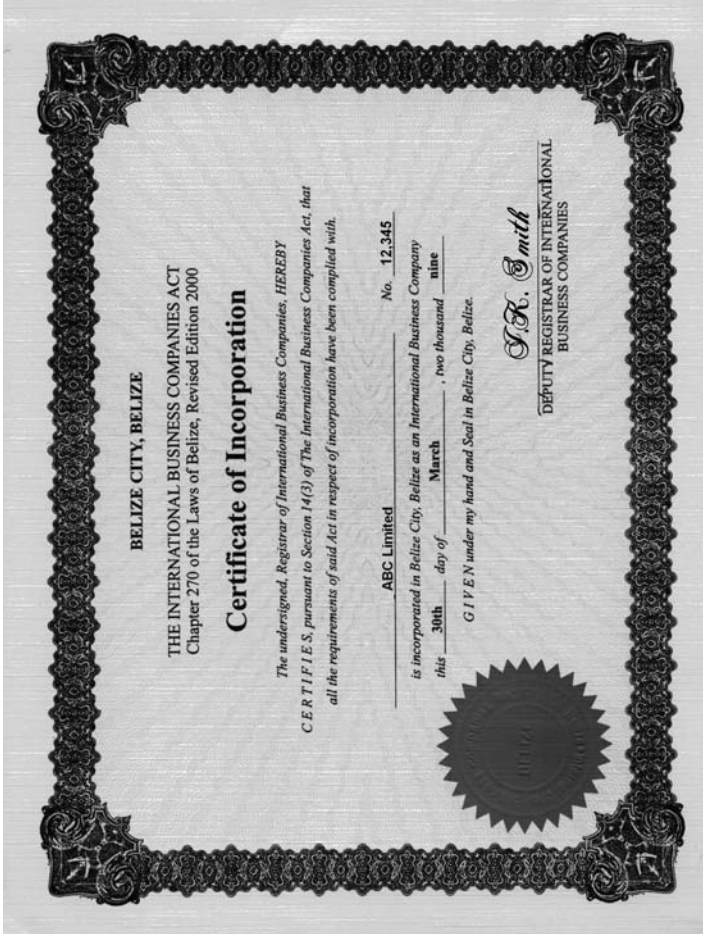 BELIZE CITY, BELIZE
THE INTERNATIONAL BUSINESS COMPANIES ACT
Chapter 270 of the Laws of Belize, Revised Edition 2000
Certificate of Incorporation
The undersigned, Registrar of International Business Companies, HEREBY
C E R T I F I E S, pursuant to Section 14(3) of The International Business Companies Act, that
all the requirements of said Act in respect of incorporation have been complied with.
ABC Limited No. 12,345
is incorporated in Belize City, Belize as an International Business Company
this 30th day of March , two thousand nine
G I V E N under my hand and Seal in Belize City, Belize.
J.K. Smith
DEPUTY REGISTRAR OF INTERNATIONAL
BUSINESS COMPANIES
BELIZE